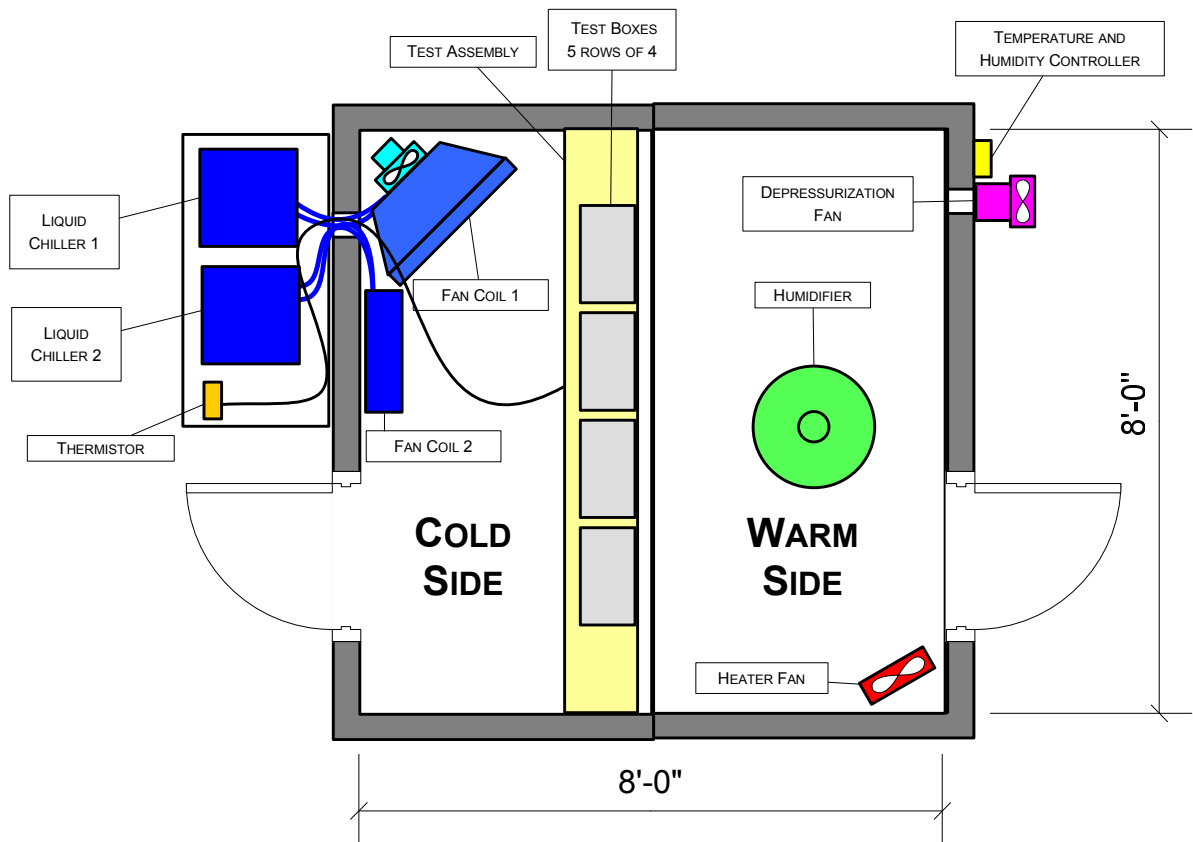 TEST BOXES
5 ROWS OF 4
TEST ASSEMBLY
TEMPERATURE AND
HUMIDITY CONTROLLER
DEPRESSURIZATION
FAN
LIQUID
CHILLER 1
FAN COIL 1
HUMIDIFIER
LIQUID
CHILLER 2
THERMISTOR
FAN COIL 2
8'-0"
COLD
SIDE
WARM
SIDE
HEATER FAN
8'-0"